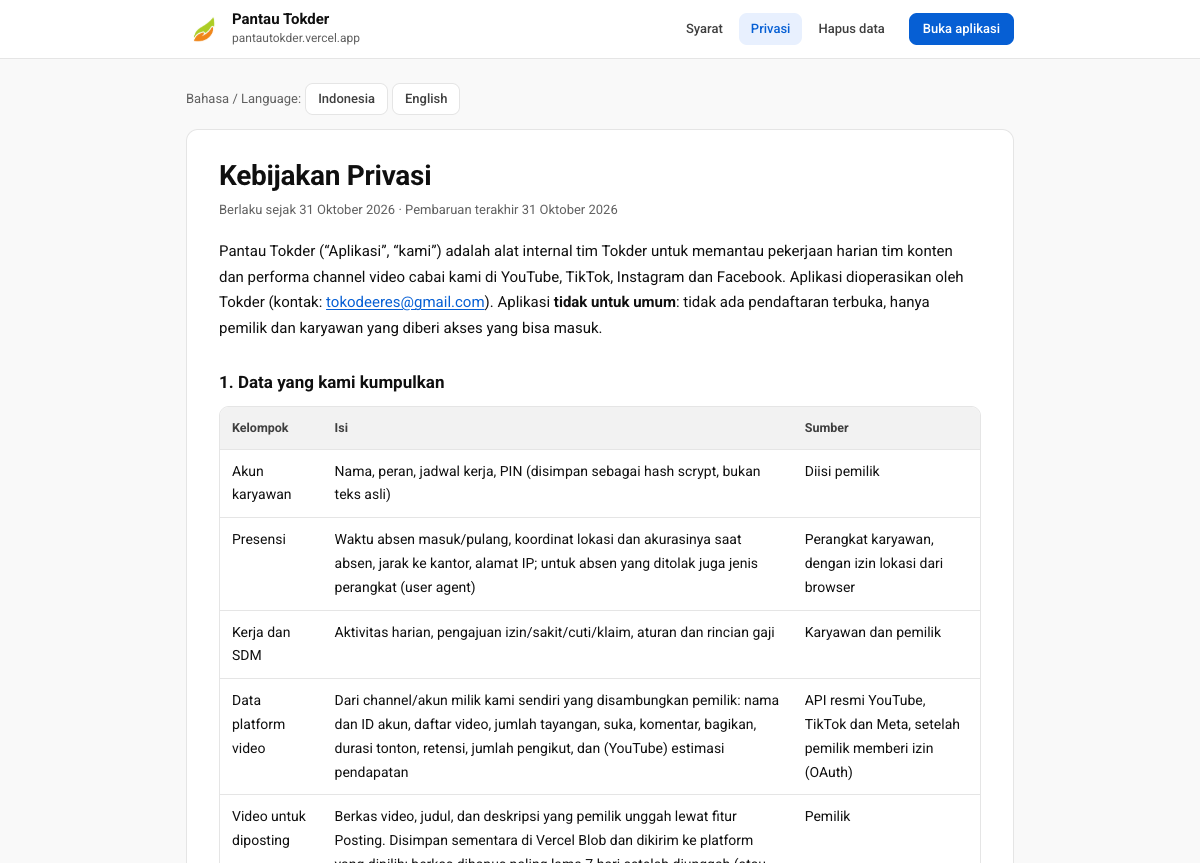 Pantau Tokder
pantautokder.vercel.app
Syarat
Privasi
Hapus data
Buka aplikasi
Bahasa / Language:
Indonesia
English
Kebijakan Privasi
Berlaku sejak 31 Oktober 2026 · Pembaruan terakhir 31 Oktober 2026
Pantau Tokder (“Aplikasi”, “kami”) adalah alat internal tim Tokder untuk memantau pekerjaan harian tim konten
dan performa channel video cabai kami di YouTube, TikTok, Instagram dan Facebook. Aplikasi dioperasikan oleh
Tokder (kontak: tokodeeres@gmail.com). Aplikasi tidak untuk umum: tidak ada pendaftaran terbuka, hanya
pemilik dan karyawan yang diberi akses yang bisa masuk.
1. Data yang kami kumpulkan
Kelompok
Isi
Sumber
Akun
karyawan
Nama, peran, jadwal kerja, PIN (disimpan sebagai hash scrypt, bukan
teks asli)
Diisi pemilik
Presensi
Waktu absen masuk/pulang, koordinat lokasi dan akurasinya saat
absen, jarak ke kantor, alamat IP; untuk absen yang ditolak juga jenis
perangkat (user agent)
Perangkat karyawan,
dengan izin lokasi dari
browser
Kerja dan
SDM
Aktivitas harian, pengajuan izin/sakit/cuti/klaim, aturan dan rincian gaji
Karyawan dan pemilik
Data
platform
video
Dari channel/akun milik kami sendiri yang disambungkan pemilik: nama
dan ID akun, daftar video, jumlah tayangan, suka, komentar, bagikan,
durasi tonton, retensi, jumlah pengikut, dan (YouTube) estimasi
pendapatan
API resmi YouTube,
TikTok dan Meta, setelah
pemilik memberi izin
(OAuth)
Video untuk
diposting
Berkas video, judul, dan deskripsi yang pemilik unggah lewat fitur
Posting. Disimpan sementara di Vercel Blob dan dikirim ke platform
yang dipilih; berkas dihapus paling lama 7 hari setelah diunggah (atau
Pemilik